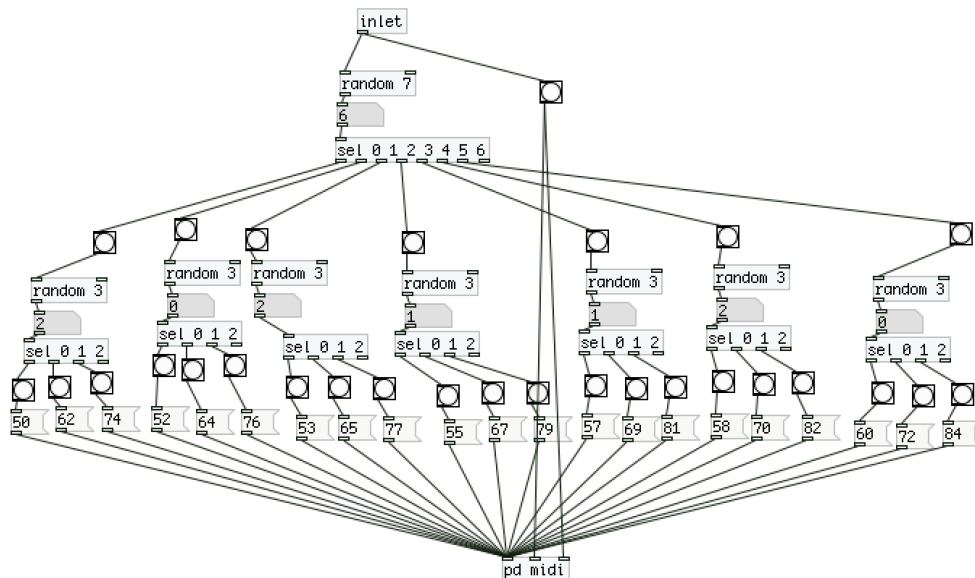 inlet
random 7
6
sel 0 1 2 3 4 5 6
random 3
random 3
random 3
random 3
random 3
random 3
random 3
2
0
2
1
1
2
0
sel 0 1 2
sel 0 1 2
sel 0 1 2
sel 0 1 2
sel 0 1 2
sel 0 1 2
sel 0 1 2
50
62
74
52
64
76
53
65
77
55
67
79
57
69
81
58
70
82
60
72
84
pd midi